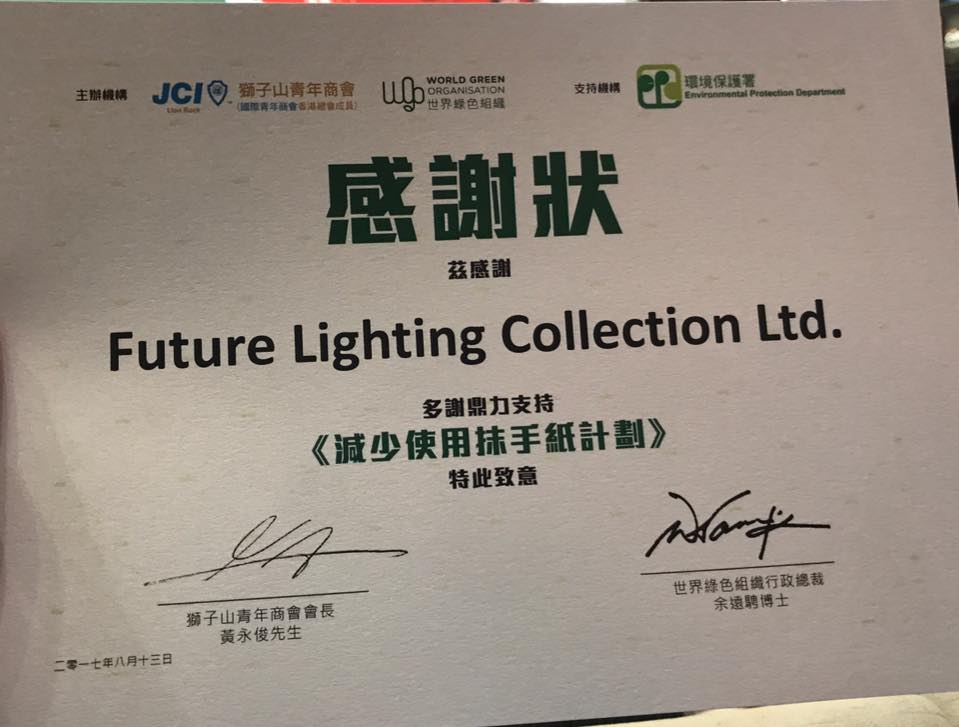 主辦機構
JCI
Lion Rock
獅子山青年商會
(國際青年商會香港總會成員)
WORLD GREEN
ORGANISATION
世界綠色組織
支持機構
環境保護署
Environmental Protection Department
感謝狀
茲感謝
Future Lighting Collection Ltd.
多謝鼎力支持
《減少使用抹手紙計劃》
特此致意
獅子山青年商會會長
黃永俊先生
世界綠色組織行政總裁
余遠騁博士
二零一七年八月十三日